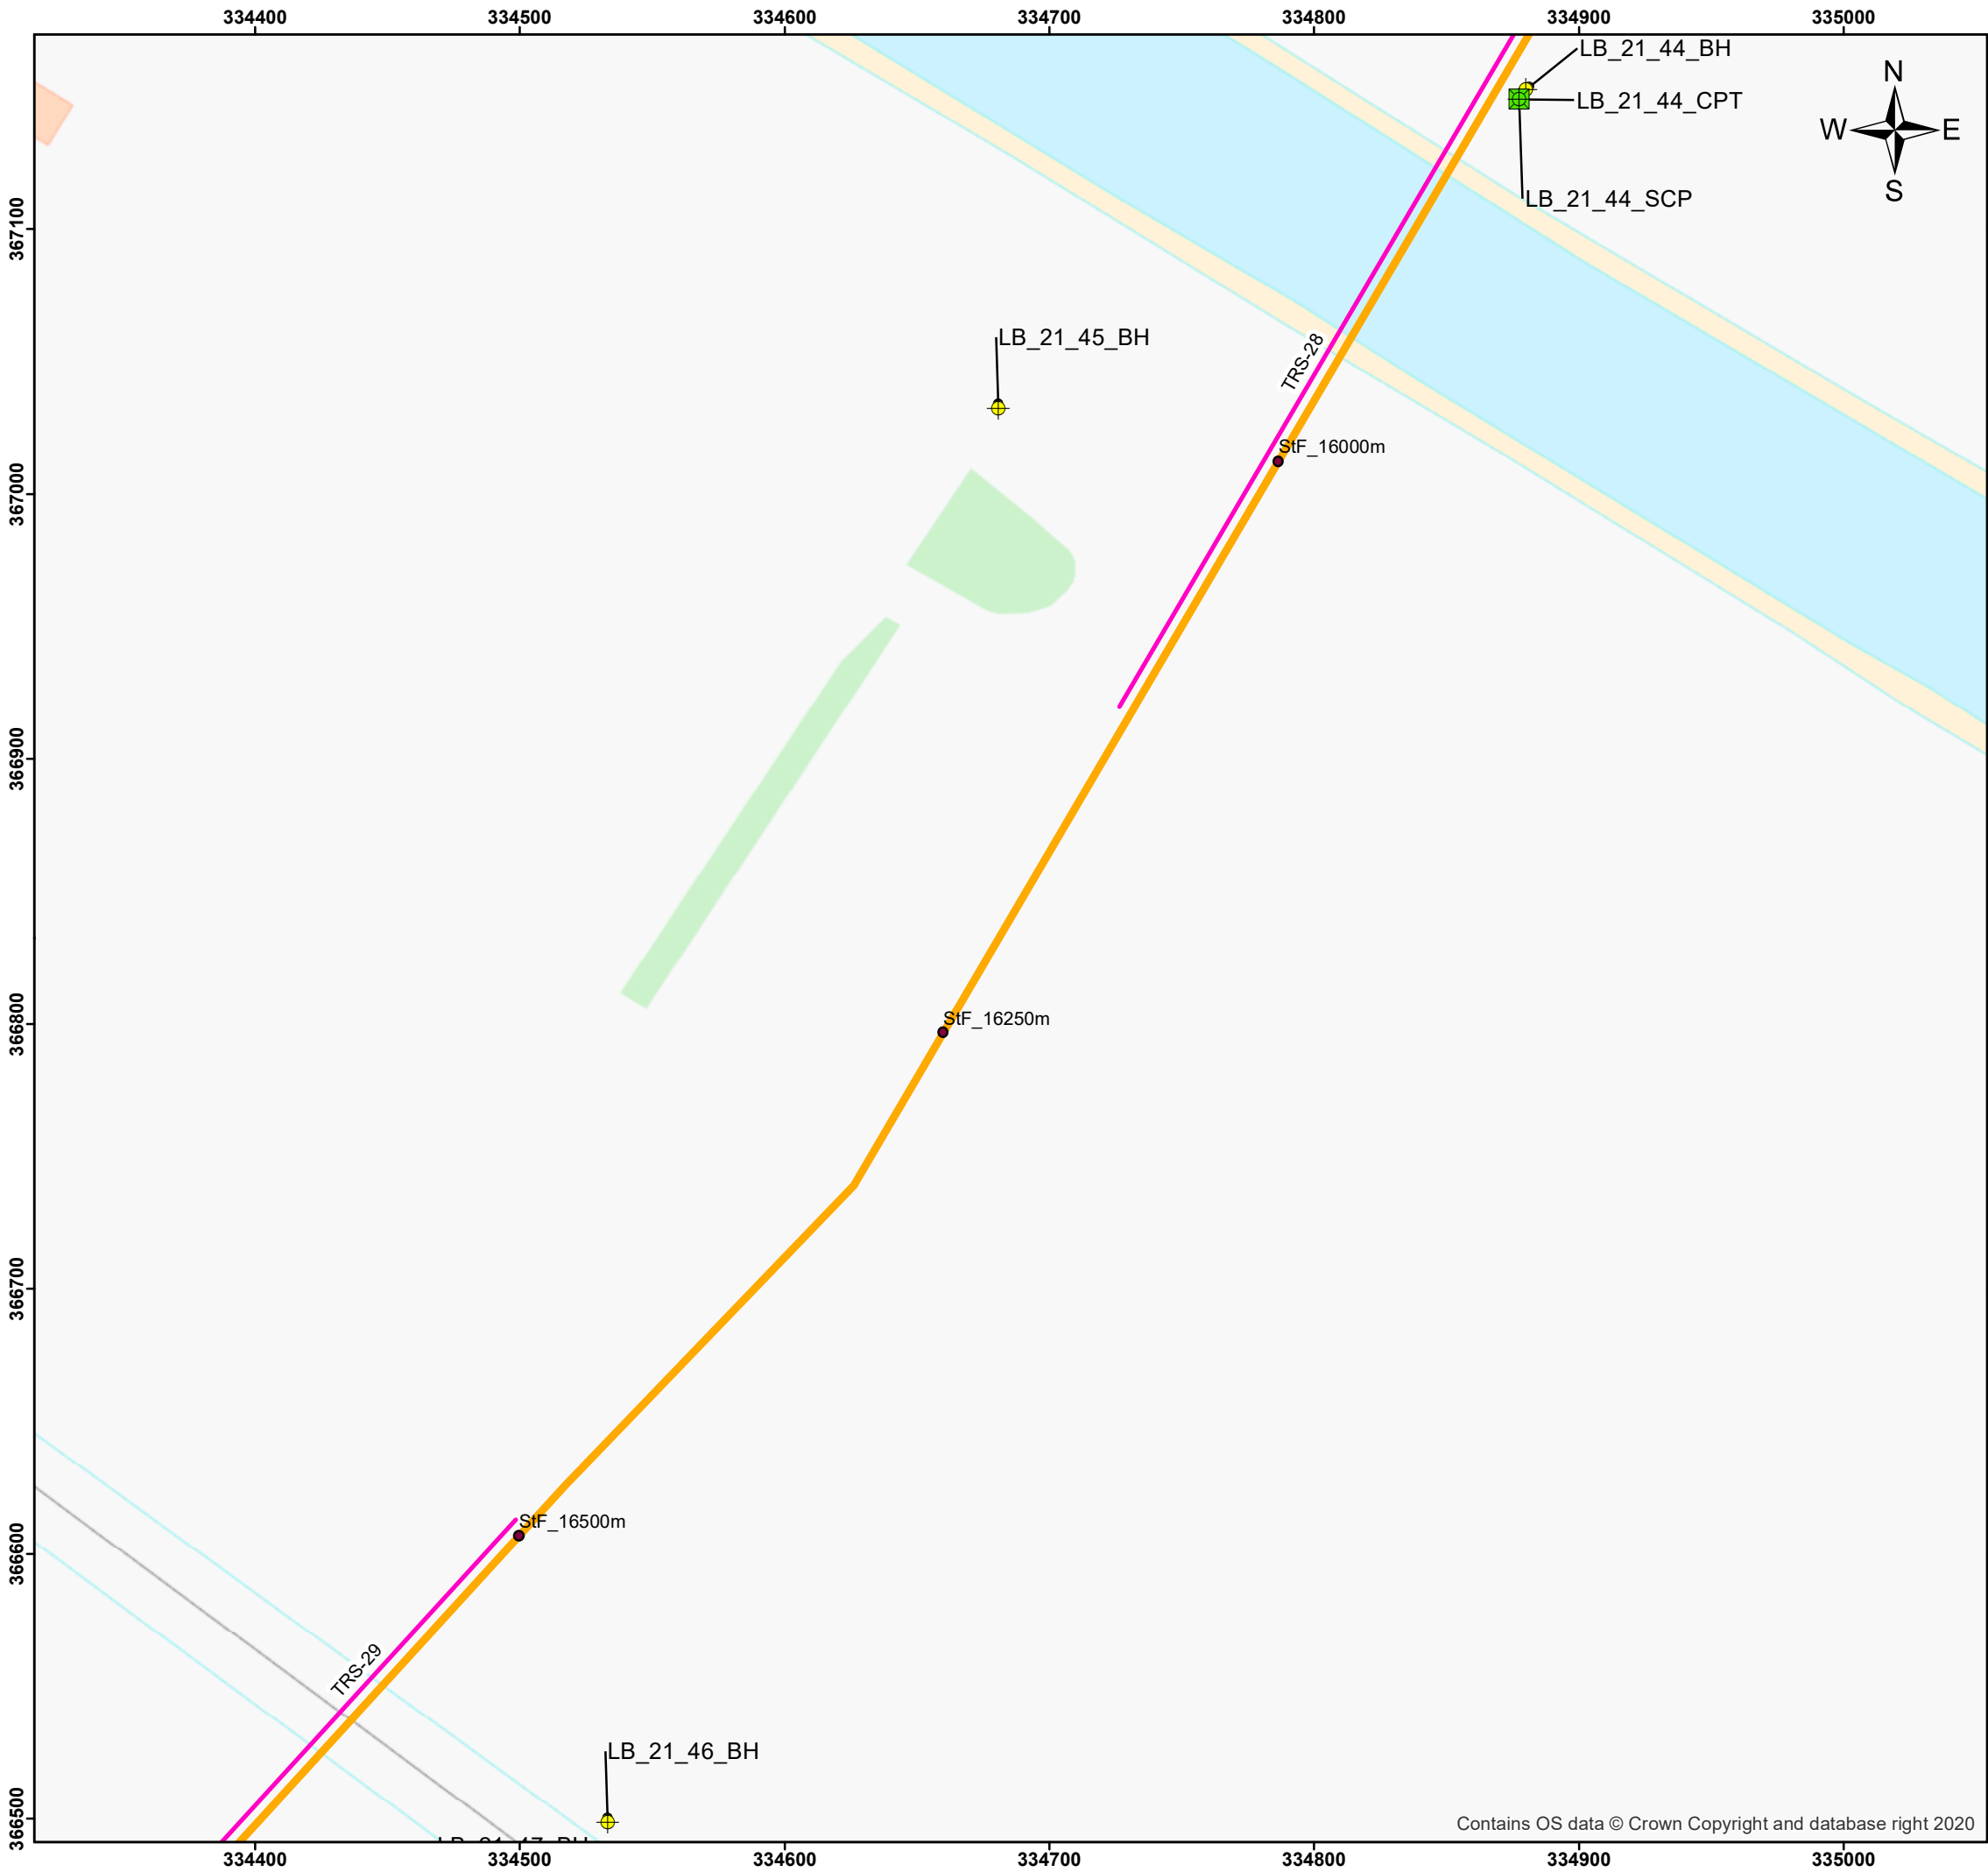 334400 334500 334600 334700 334800 334900 335000
LB_21_44_BH
N
LB_21_44_CPT
W E
S
LB_21_44_SCP
367100
LB_21_45_BH
TRS-28
StF_16000m
367000
366900
StF_16250m
366800
366700
StF_16500m
366600
TRS-29
LB_21_46_BH
366500
Contains OS data © Crown Copyright and database right 2020
334400 334500 334600 334700 334800 334900 335000